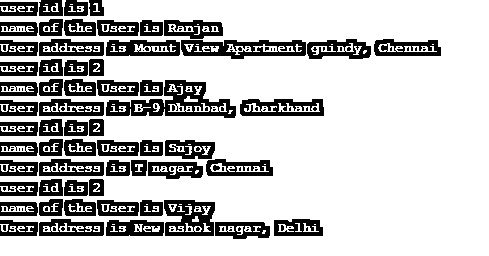 user id is 1
name of the User is Ranjan
User address is Mount View Apartment guindy, Chennai
user id is 2
name of the User is Ajay
User address is B-9 Dhanbad, Jharkhand
user id is 2
name of the User is Sujoy
User address is T nagar, Chennai
user id is 2
name of the User is Vijay
User address is New ashok nagar, Delhi